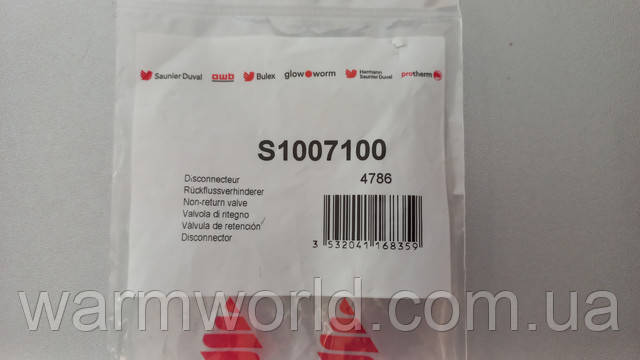 Saunier Duval awb Bulex glow worm Hermann Saunier Duval protherm
S1007100
Disconnecteur 4786
Rückflussverhinderer
Non-return valve
Valvola di ritegno
Válvula de retención
Disconnector
3 532041 168359
warmworld.com.ua